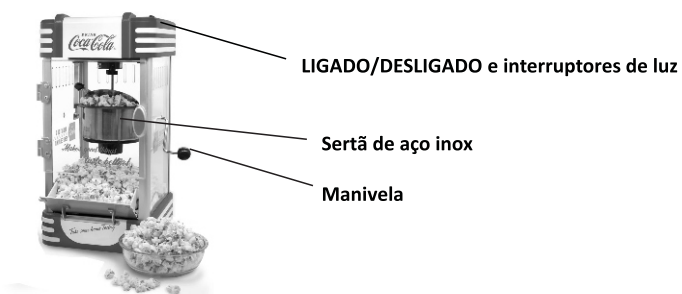 Coca-Cola
LIGADO/DESLIGADO e interruptores de luz
Sertã de aço inox
Manivela